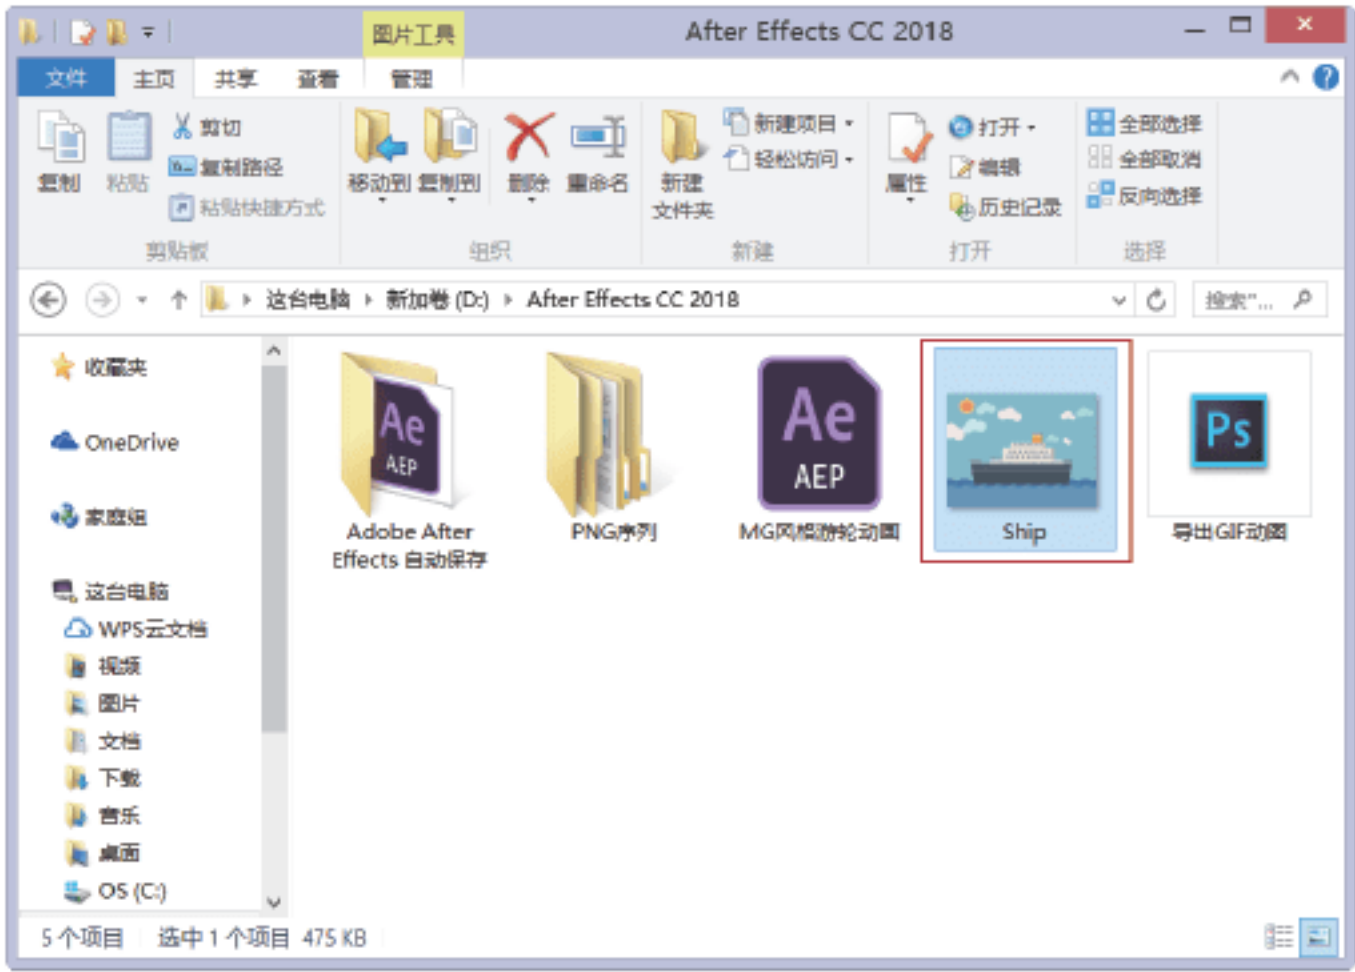 图片工具
After Effects CC 2018
文件 主页 共享 查看 管理
复制
粘贴
剪切
复制路径
粘贴快捷方式
剪贴板
移动到
复制到
删除
重命名
组织
新建
文件夹
新建项目
轻松访问
新建
属性
打开
编辑
历史记录
打开
全部选择
全部取消
反向选择
选择
这台电脑 新加卷 (D:) After Effects CC 2018
搜索"...
收藏夹
OneDrive
家庭组
这台电脑
WPS云文档
视频
图片
文档
下载
音乐
桌面
OS (C:)
Ae
AEP
Adobe After
Effects 自动保存
PNG序列
Ae
AEP
MG风格游轮动画
Ship
Ps
导出GIF动图
5 个项目 选中 1 个项目 475 KB